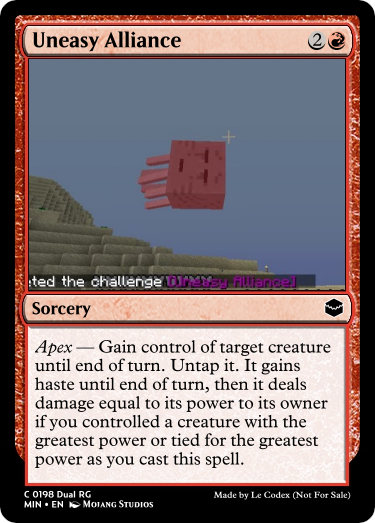 Uneasy Alliance 2
ted the challenge [Uneasy Alliance]
Sorcery
Apex — Gain control of target creature
until end of turn. Untap it. It gains
haste until end of turn, then it deals
damage equal to its power to its owner
if you controlled a creature with the
greatest power or tied for the greatest
power as you cast this spell.
C 0198 Dual RG
MIN • EN Mojang Studios
Made by Le Codex (Not For Sale)